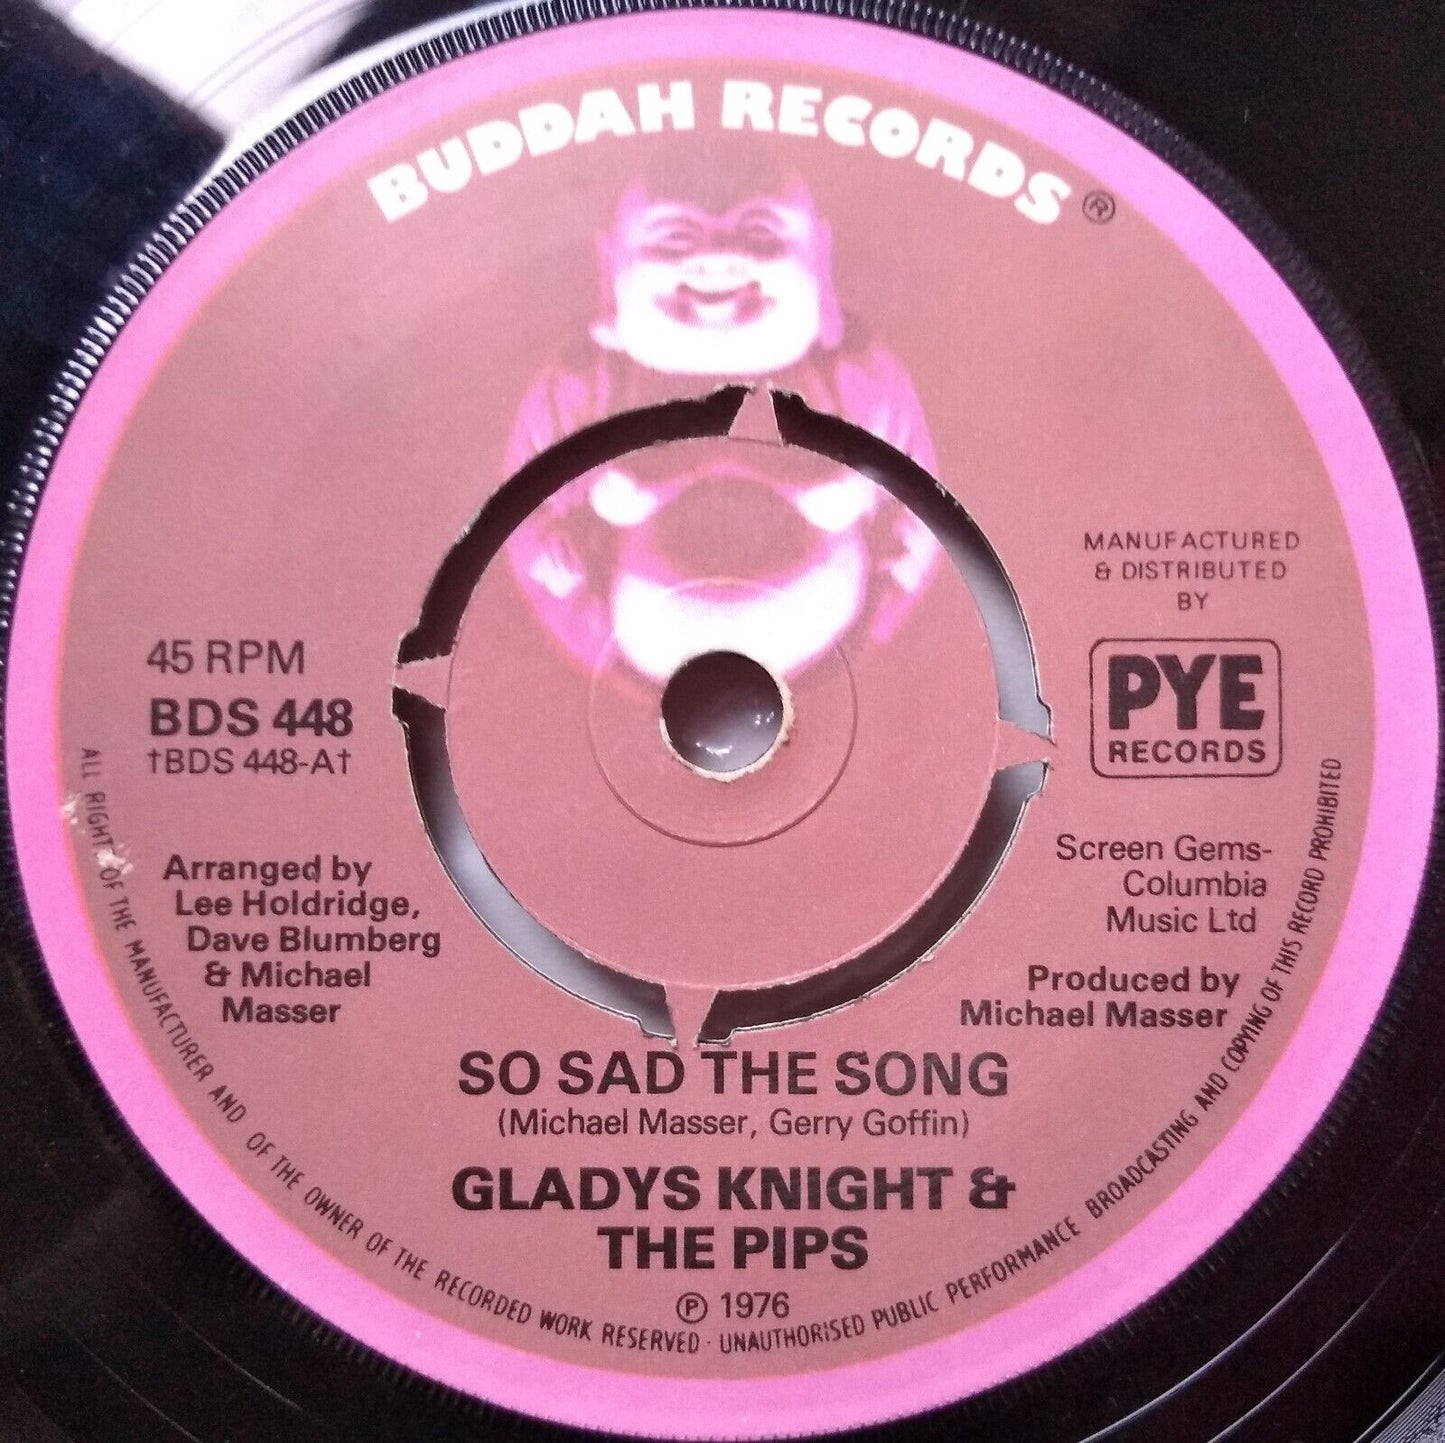 BUDDAH RECORDS ®
MANUFACTURED
& DISTRIBUTED
BY
PYE
RECORDS
45 RPM
BDS 448
†BDS 448-A†
Arranged by
Lee Holdridge,
Dave Blumberg
& Michael
Masser
Screen Gems-
Columbia
Music Ltd
Produced by
Michael Masser
SO SAD THE SONG
(Michael Masser, Gerry Goffin)
GLADYS KNIGHT &
THE PIPS
℗ 1976
ALL RIGHT OF THE MANUFACTURER AND OF THE OWNER OF THE RECORDED WORK RESERVED · UNAUTHORISED PUBLIC PERFORMANCE BROADCASTING AND COPYING OF THIS RECORD PROHIBITED